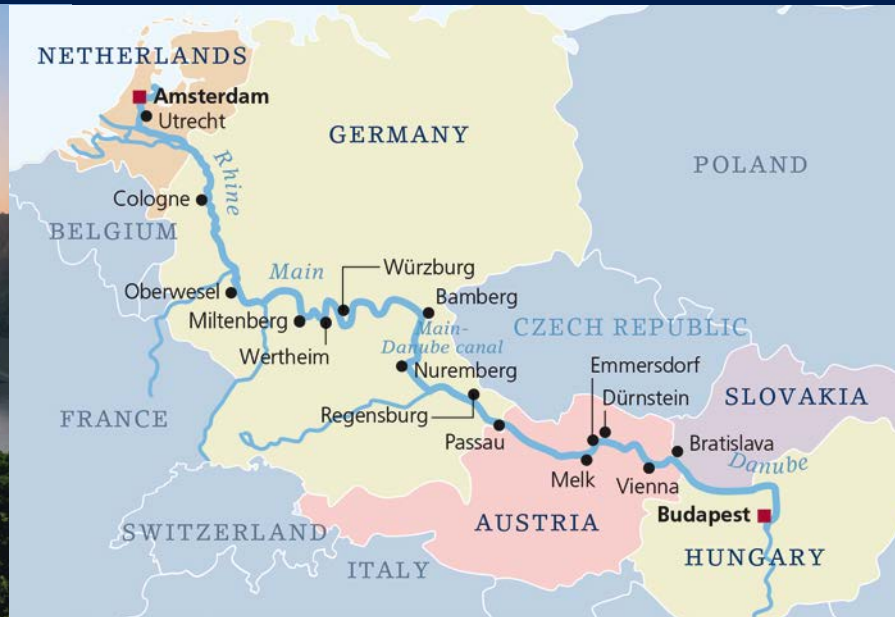 NETHERLANDS
Amsterdam
Utrecht
GERMANY
POLAND
Rhine
Cologne
BELGIUM
Main
Würzburg
Oberwesel
Bamberg
Miltenberg
Wertheim
Main-
Danube canal
CZECH REPUBLIC
Nuremberg
Emmersdorf
Dürnstein
SLOVAKIA
FRANCE
Regensburg
Passau
Bratislava
Danube
Melk
Vienna
SWITZERLAND
AUSTRIA
Budapest
HUNGARY
ITALY